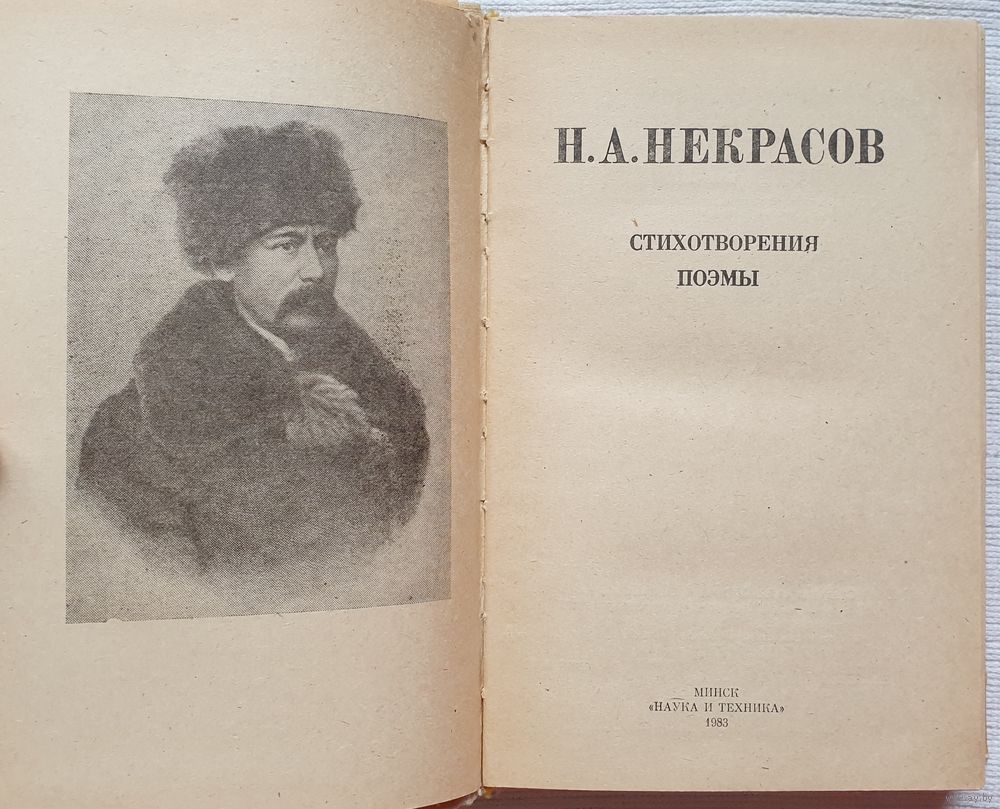 Н.А.НЕКРАСОВ
СТИХОТВОРЕНИЯ
ПОЭМЫ
МИНСК
«НАУКА И ТЕХНИКА»
1983